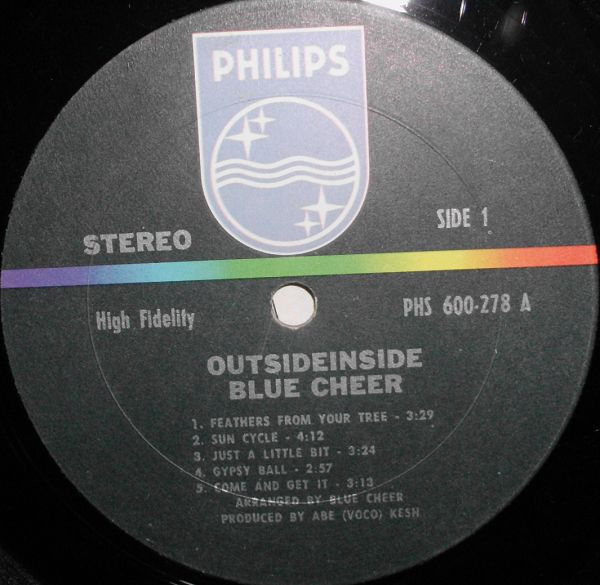 PHILIPS
SIDE 1
STEREO
High Fidelity
PHS 600-278 A
OUTSIDEINSIDE
BLUE CHEER
1. FEATHERS FROM YOUR TREE - 3:29
2. SUN CYCLE - 4:12
3. JUST A LITTLE BIT - 3:24
4. GYPSY BALL - 2:57
5. COME AND GET IT - 3:13
ARRANGED BY BLUE CHEER
PRODUCED BY ABE (VOCO) KESH